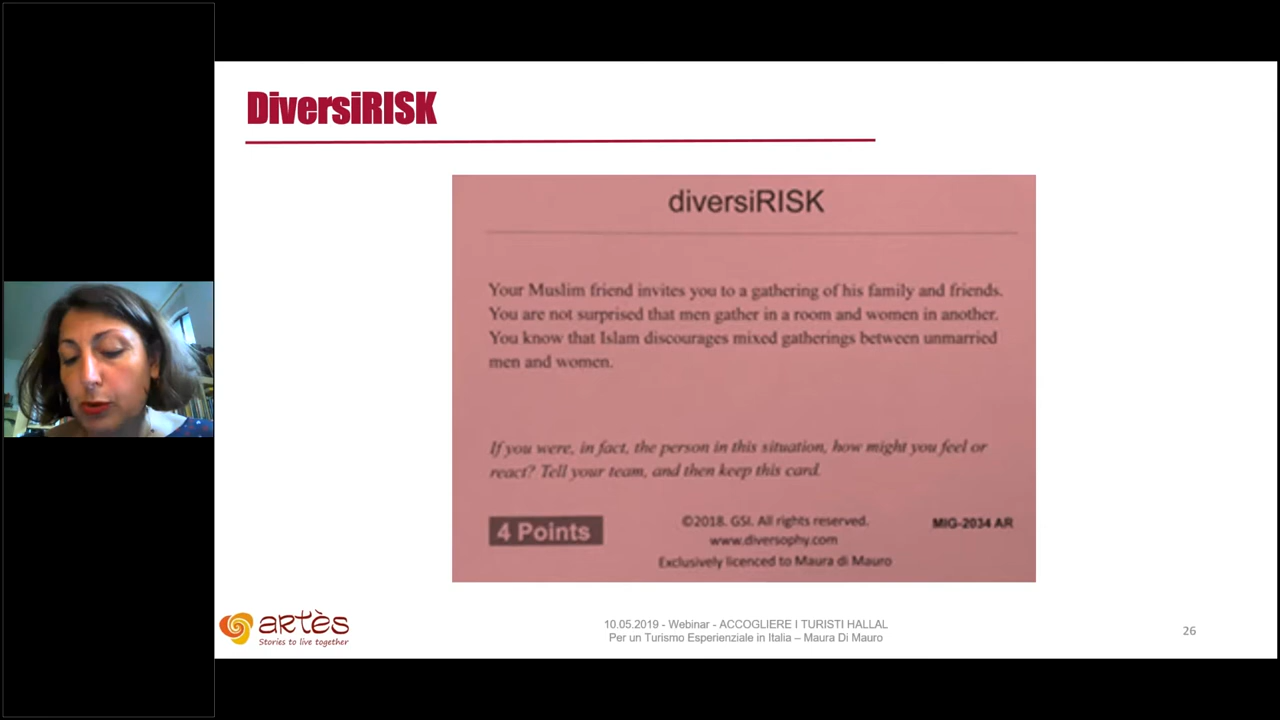 DiversiRISK
diversiRISK
Your Muslim friend invites you to a gathering of his family and friends.
You are not surprised that men gather in a room and women in another.
You know that Islam discourages mixed gatherings between unmarried
men and women.
If you were, in fact, the person in this situation, how might you feel or
react? Tell your team, and then keep this card.
4 Points
©2018. GSI. All rights reserved.
www.diversophy.com
Exclusively licenced to Maura di Mauro
MIG-2034 AR
artès
Stories to live together
10.05.2019 - Webinar - ACCOGLIERE I TURISTI HALLAL
Per un Turismo Esperienziale in Italia – Maura Di Mauro
26